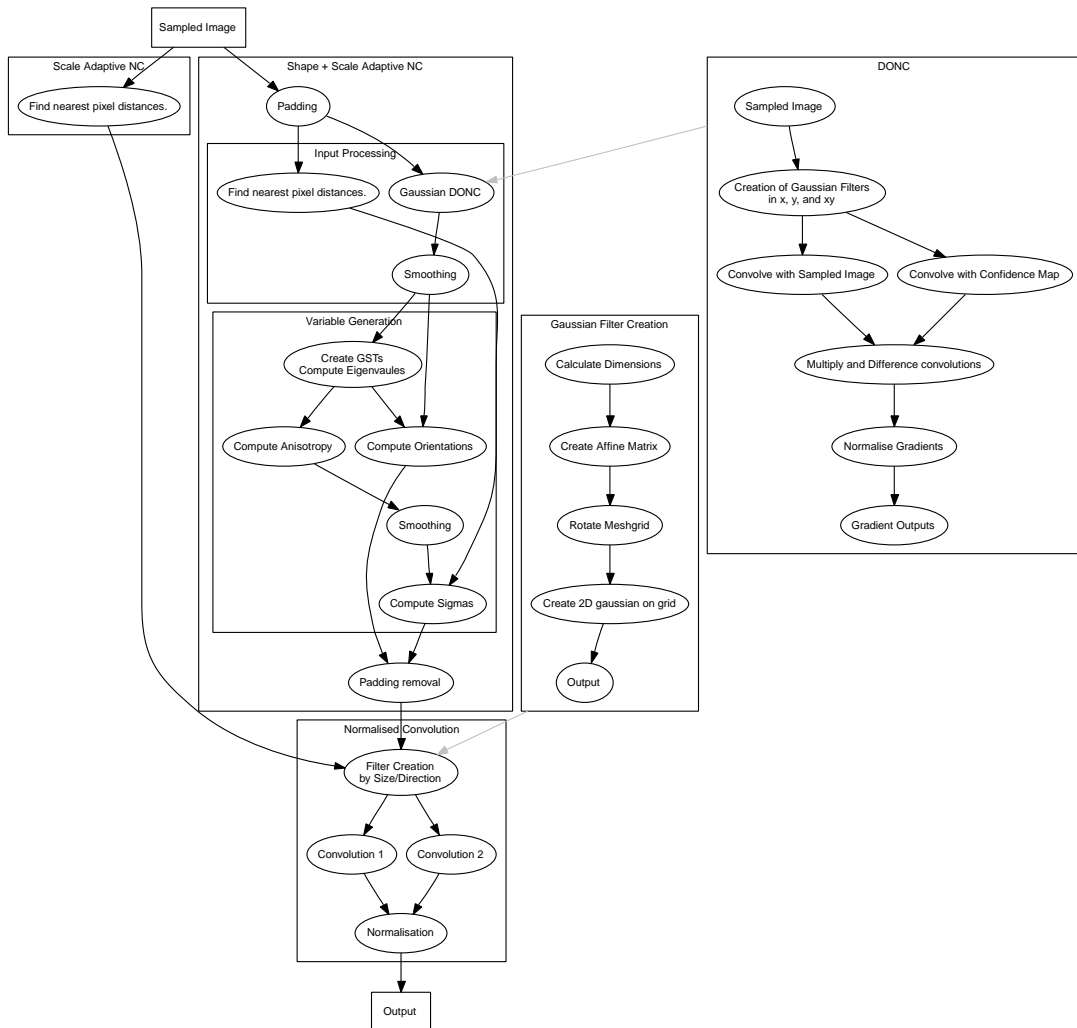 Sampled Image
Scale Adaptive NC
Find nearest pixel distances.
Shape + Scale Adaptive NC
Padding
Input Processing
Find nearest pixel distances.
Gaussian DONC
Smoothing
Variable Generation
Create GSTs
Compute Eigenvaules
Compute Anisotropy
Compute Orientations
Smoothing
Compute Sigmas
Padding removal
Gaussian Filter Creation
Calculate Dimensions
Create Affine Matrix
Rotate Meshgrid
Create 2D gaussian on grid
Output
DONC
Sampled Image
Creation of Gaussian Filters
in x, y, and xy
Convolve with Sampled Image
Convolve with Confidence Map
Multiply and Difference convolutions
Normalise Gradients
Gradient Outputs
Normalised Convolution
Filter Creation
by Size/Direction
Convolution 1
Convolution 2
Normalisation
Output